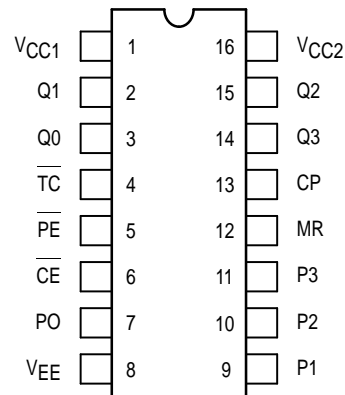 VCC1 1 16 VCC2
Q1 2 15 Q2
Q0 3 14 Q3
TC 4 13 CP
PE 5 12 MR
CE 6 11 P3
PO 7 10 P2
VEE 8 9 P1